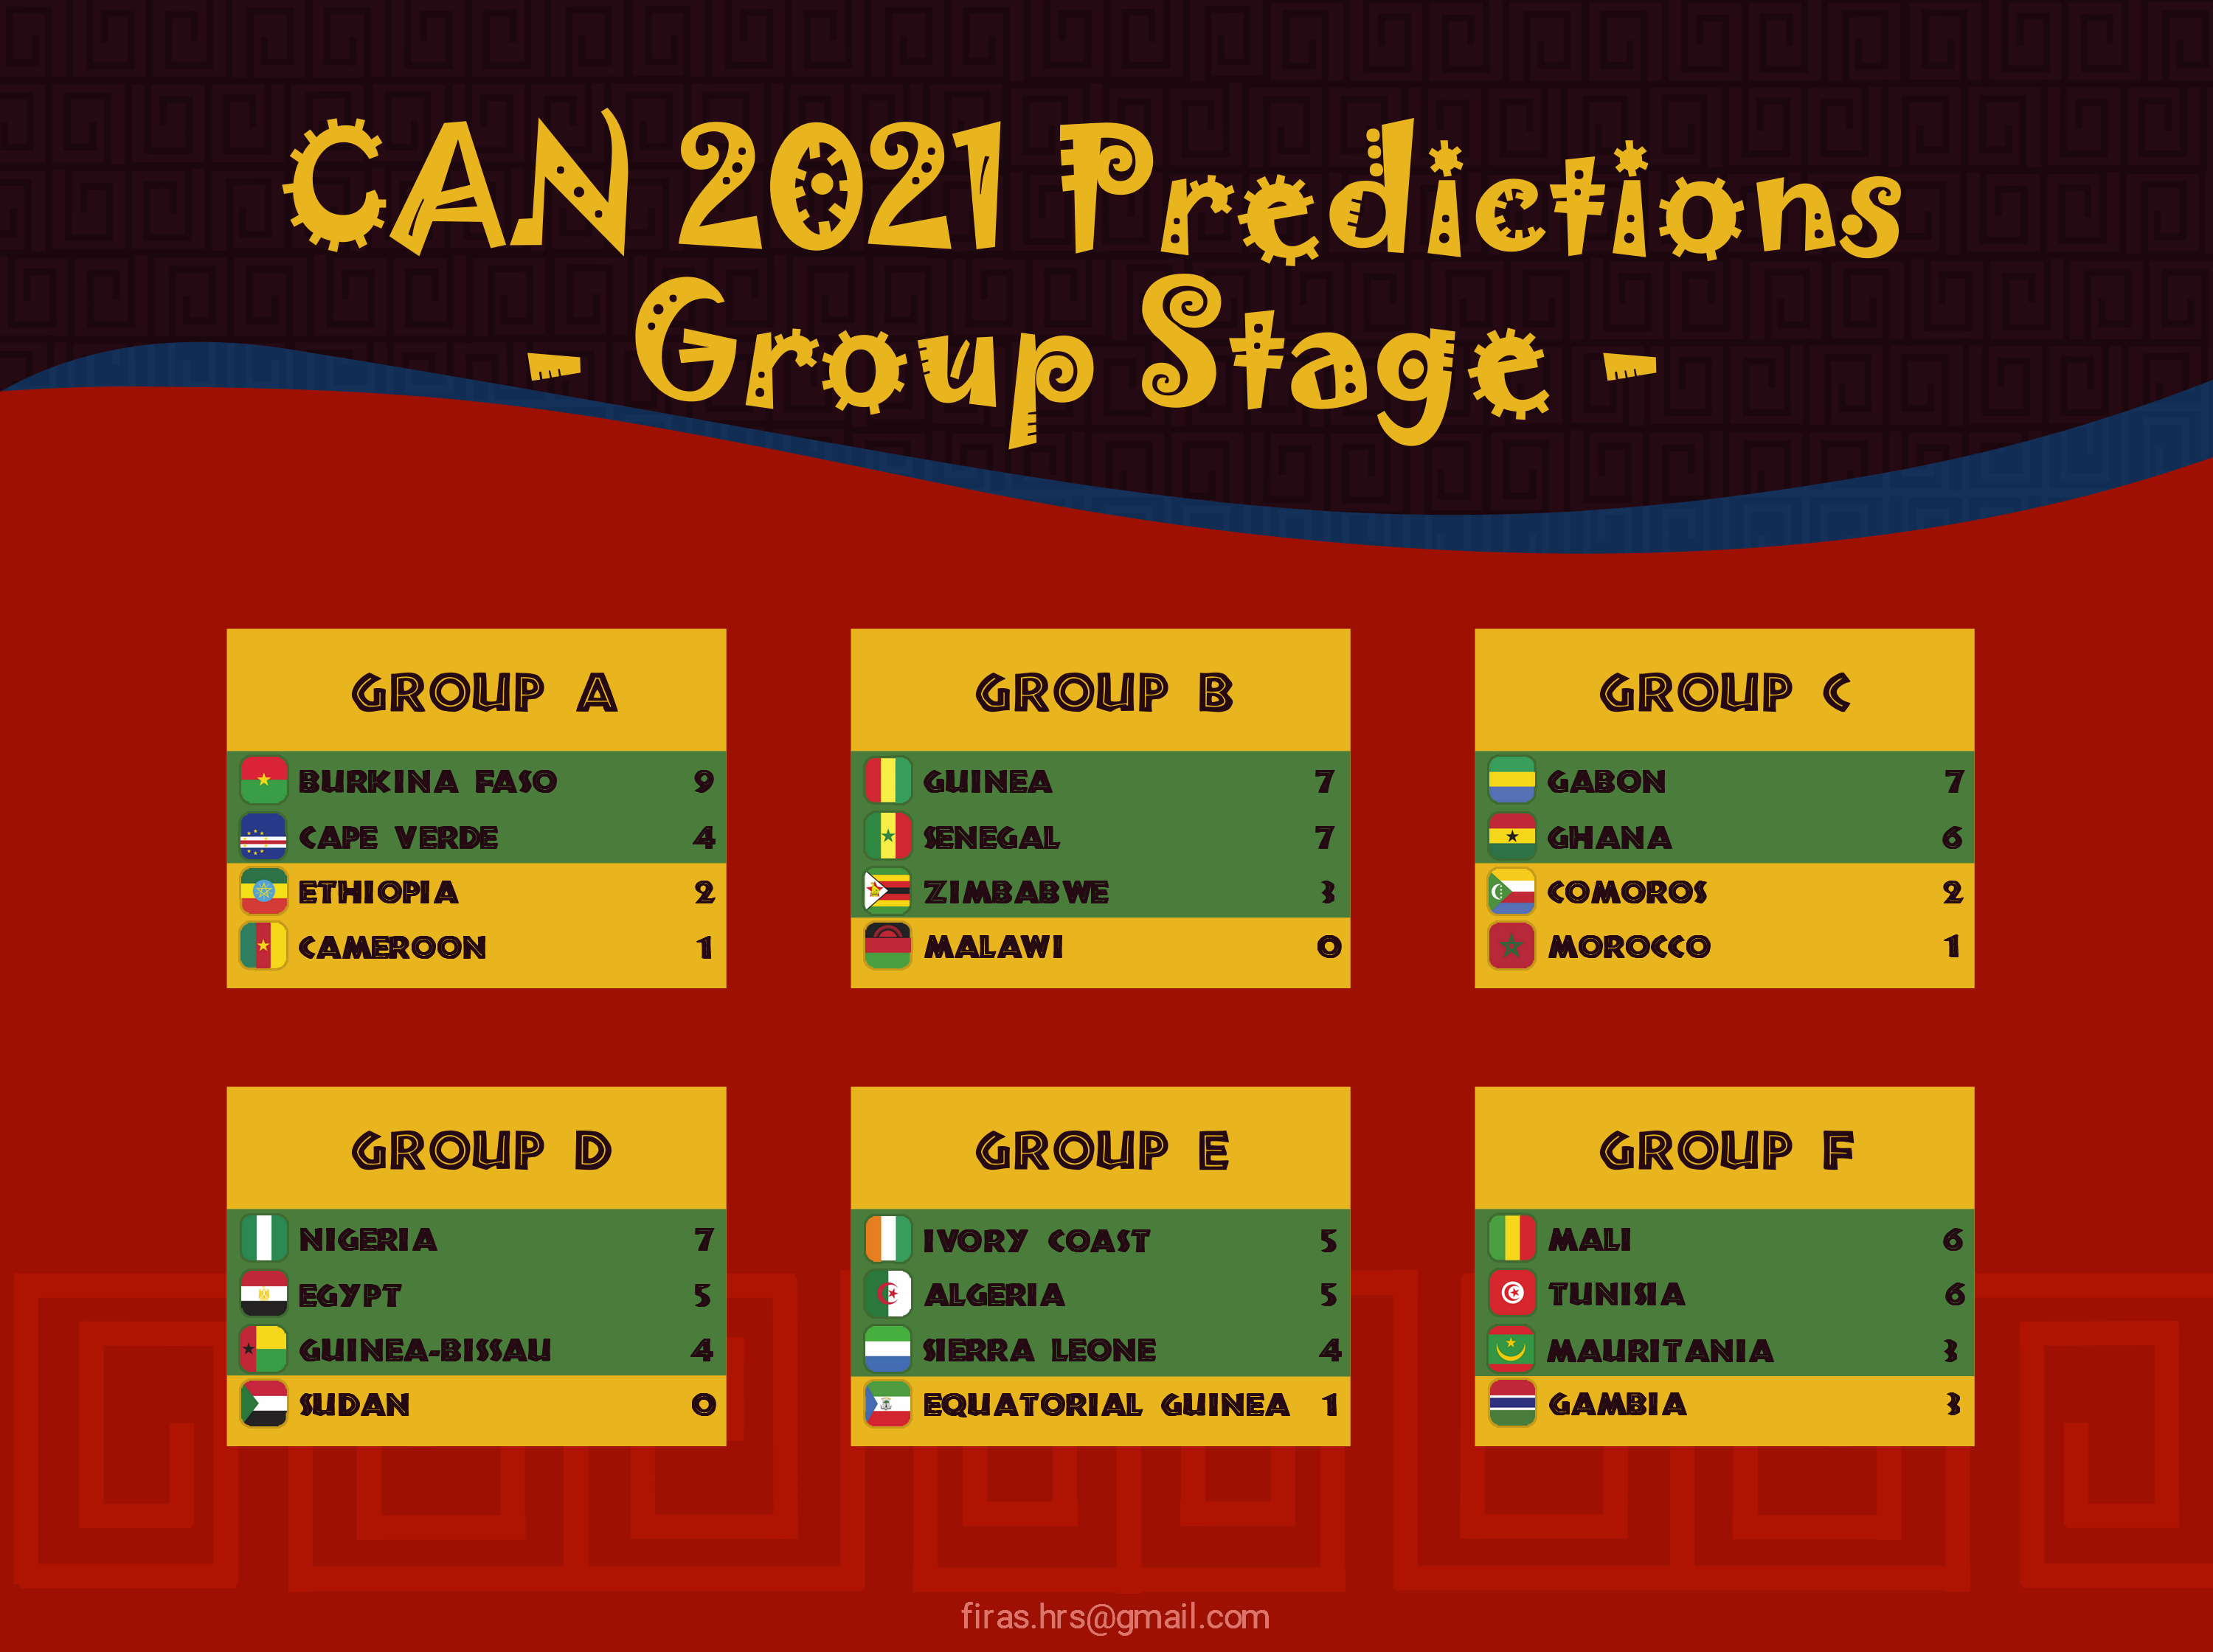 CAN 2021 Predictions
- Group Stage -
GROUP A
BURKINA FASO 9
CAPE VERDE 4
ETHIOPIA 2
CAMEROON 1
GROUP B
GUINEA 7
SENEGAL 7
ZIMBABWE 3
MALAWI 0
GROUP C
GABON 7
GHANA 6
COMOROS 2
MOROCCO 1
GROUP D
NIGERIA 7
EGYPT 5
GUINEA-BISSAU 4
SUDAN 0
GROUP E
IVORY COAST 5
ALGERIA 5
SIERRA LEONE 4
EQUATORIAL GUINEA 1
GROUP F
MALI 6
TUNISIA 6
MAURITANIA 3
GAMBIA 3
firas.hrs@gmail.com